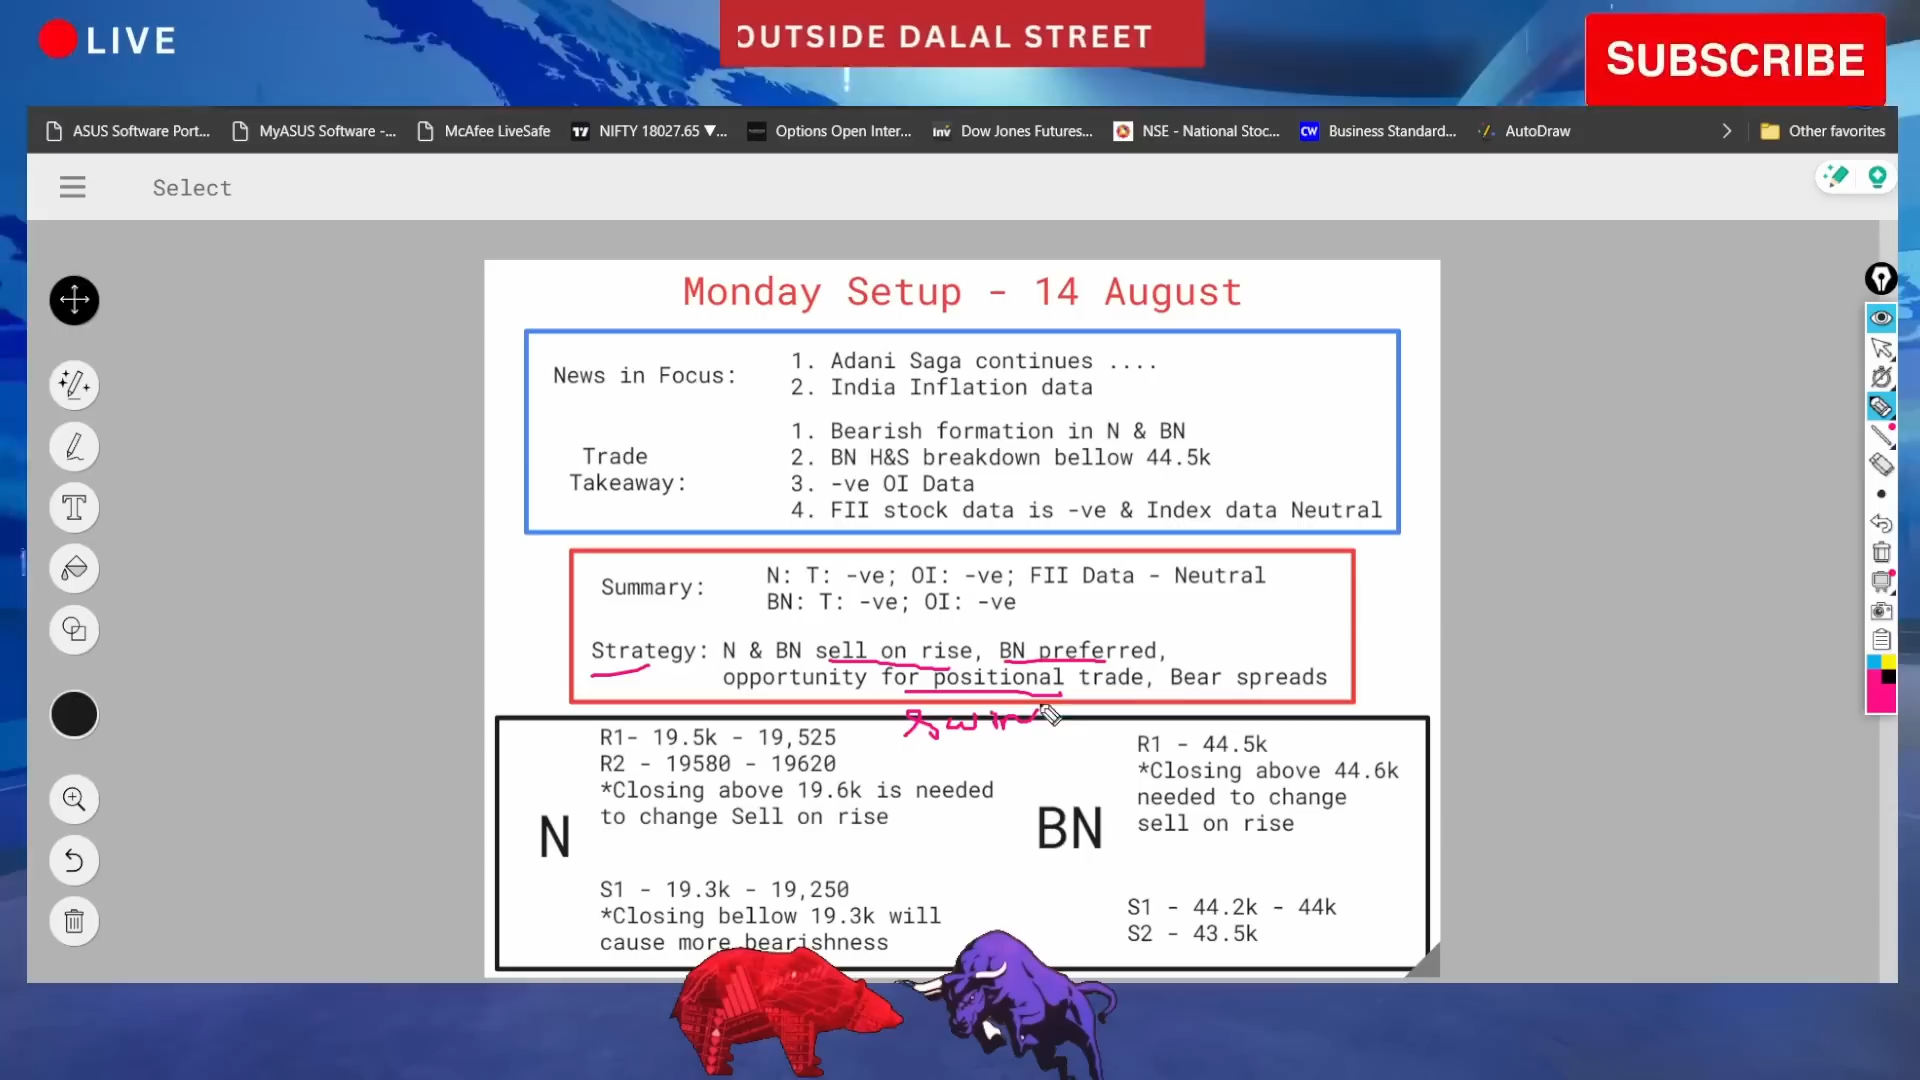 LIVE
OUTSIDE DALAL STREET
SUBSCRIBE
ASUS Software Port...
MyASUS Software -...
McAfee LiveSafe
NIFTY 18027.65 ▼...
Options Open Inter...
inv Dow Jones Futures...
NSE - National Stoc...
CW Business Standard...
AutoDraw
Other favorites
Select
Monday Setup - 14 August
News in Focus:
1. Adani Saga continues ....
2. India Inflation data
Trade
Takeaway:
1. Bearish formation in N & BN
2. BN H&S breakdown bellow 44.5k
3. -ve OI Data
4. FII stock data is -ve & Index data Neutral
Summary:
N: T: -ve; OI: -ve; FII Data - Neutral
BN: T: -ve; OI: -ve
Strategy: N & BN sell on rise, BN preferred,
opportunity for positional trade, Bear spreads
N
R1- 19.5k - 19,525
R2 - 19580 - 19620
*Closing above 19.6k is needed
to change Sell on rise
S1 - 19.3k - 19,250
*Closing bellow 19.3k will
cause more bearishness
BN
R1 - 44.5k
*Closing above 44.6k
needed to change
sell on rise
S1 - 44.2k - 44k
S2 - 43.5k